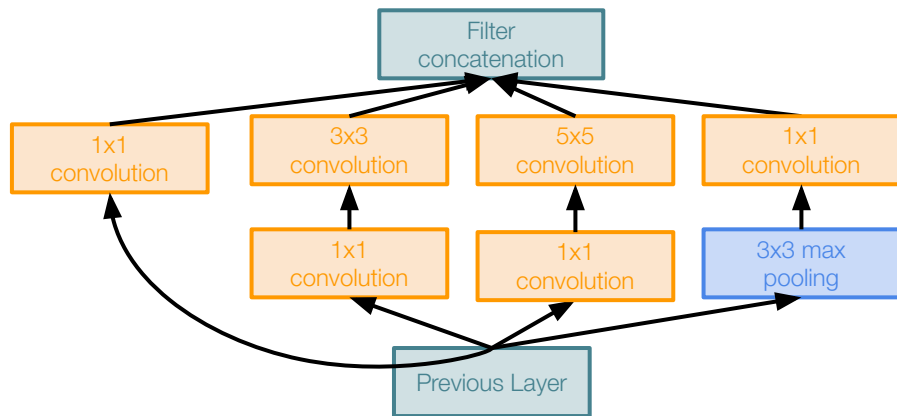 Filter
concatenation
1x1
convolution
3x3
convolution
5x5
convolution
1x1
convolution
1x1
convolution
1x1
convolution
3x3 max
pooling
Previous Layer